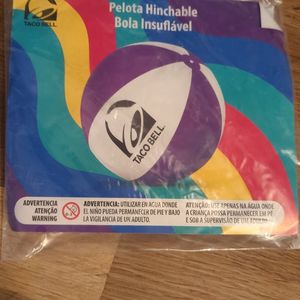 TACO BELL
Pelota Hinchable
Bola Insuflável
TACO BELL
ADVERTENCIA
ATENÇÃO
WARNING
ADVERTENCIA: UTILIZAR EN AGUA DONDE
EL NIÑO PUEDA PERMANECER DE PIE Y BAJO
LA VIGILANCIA DE UN ADULTO.
ATENÇÃO: USE APENAS NA ÁGUA ONDE
A CRIANÇA POSSA PERMANECER EM PÉ
E SOB A SUPERVISÃO DE UM